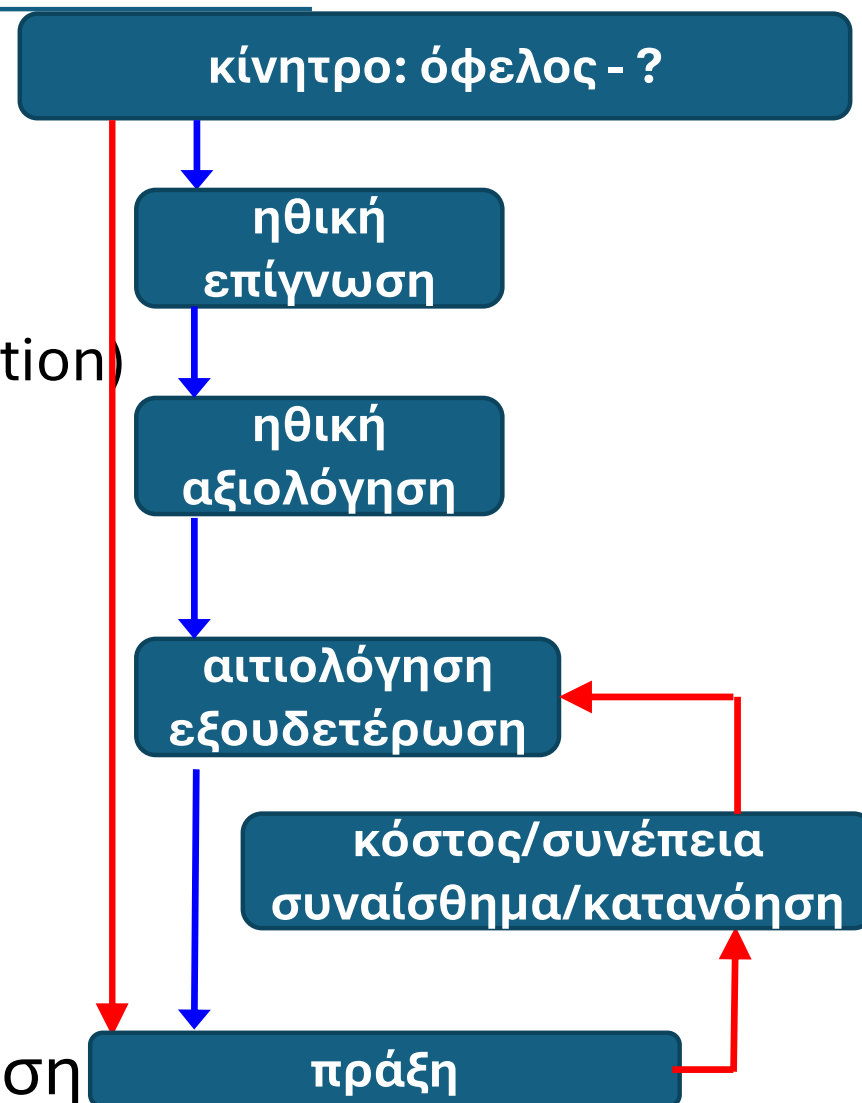 κίνητρο: όφελος - ?
ηθική
επίγνωση
tion)
ηθική
αξιολόγηση
αιτιολόγηση
εξουδετέρωση
κόστος/συνέπεια
συναίσθημα/κατανόηση
ση
πράξη